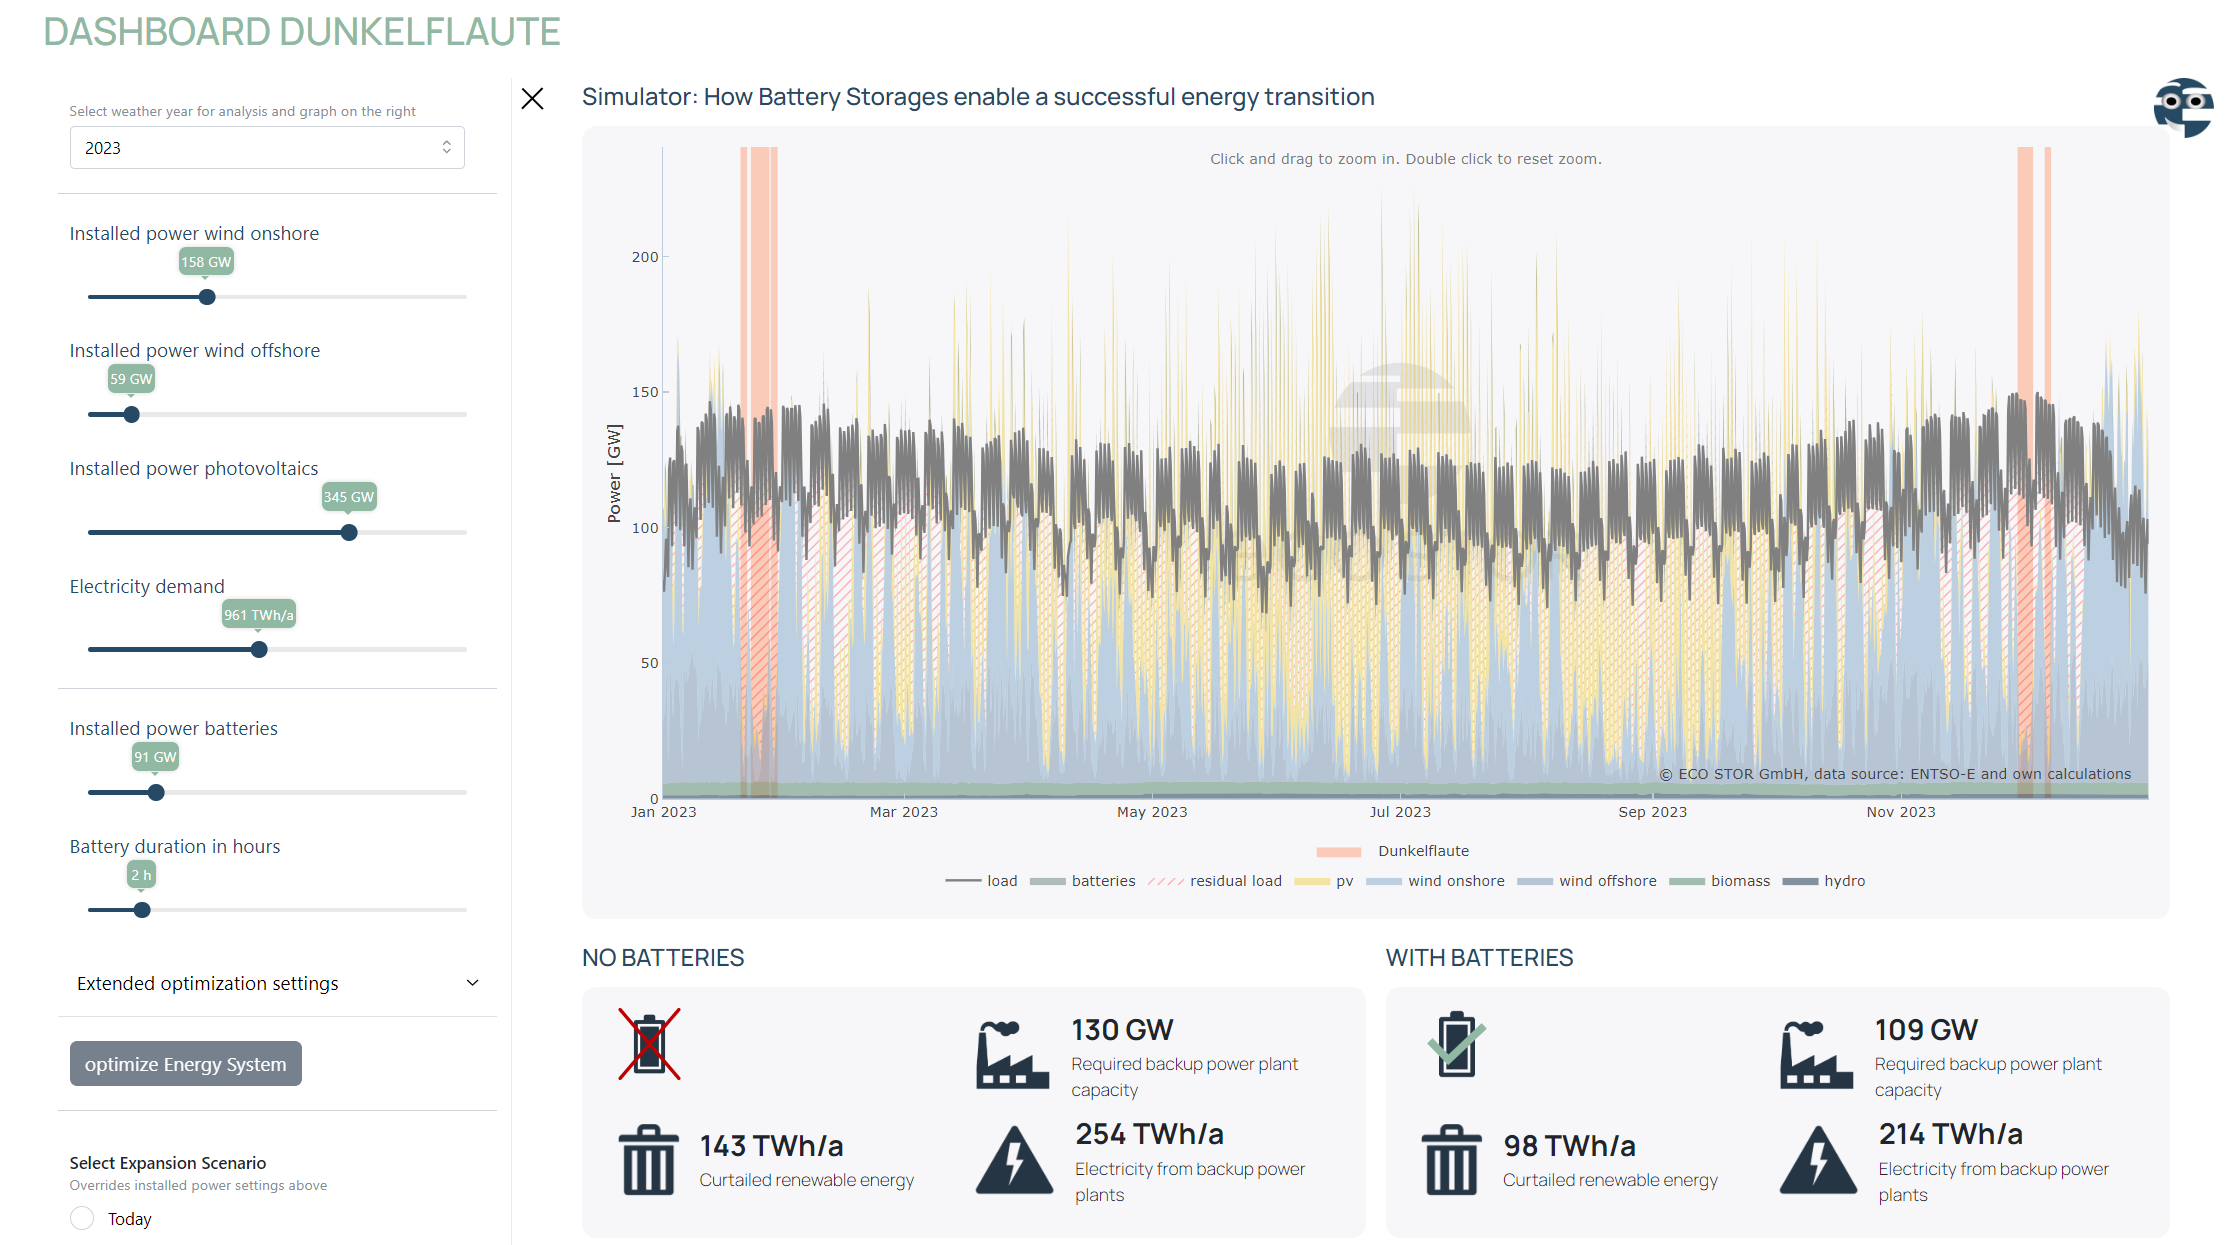 DASHBOARD DUNKELFLAUTE
Select weather year for analysis and graph on the right
2023
Installed power wind onshore
158 GW
Installed power wind offshore
59 GW
Installed power photovoltaics
345 GW
Electricity demand
961 TWh/a
Installed power batteries
91 GW
Battery duration in hours
2 h
Extended optimization settings
optimize Energy System
Select Expansion Scenario
Overrides installed power settings above
Today
Simulator: How Battery Storages enable a successful energy transition
Click and drag to zoom in. Double click to reset zoom.
Power [GW]
200
150
100
50
0
© ECO STOR GmbH, data source: ENTSO-E and own calculations
Jan 2023 Mar 2023 May 2023 Jul 2023 Sep 2023 Nov 2023
Dunkelflaute
load batteries residual load pv wind onshore wind offshore biomass hydro
NO BATTERIES
130 GW
Required backup power plant
capacity
143 TWh/a
Curtailed renewable energy
254 TWh/a
Electricity from backup power
plants
WITH BATTERIES
109 GW
Required backup power plant
capacity
98 TWh/a
Curtailed renewable energy
214 TWh/a
Electricity from backup power
plants